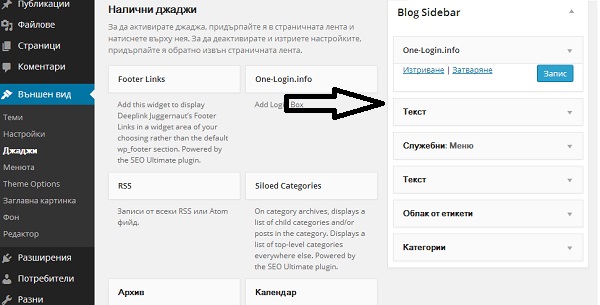 Публикации
Файлове
Страници
Коментари
Външен вид
Теми
Настройки
Джаджи
Менюта
Theme Options
Заглавна картинка
Фон
Редактор
Разширения
Потребители
Разни
Налични джаджи
За да активирате джаджа, придърпайте я в страничната лента и
натиснете върху нея. За да деактивирате и изтриете настройките,
придърпайте я обратно извън страничната лента.
Footer Links
Add this widget to display
Deeplink Juggernaut's Footer
Links in a widget area of your
choosing rather than the default
wp_footer section. Powered by
the SEO Ultimate plugin.
One-Login.info
Add Login Box
RSS
Записи от всеки RSS или Atom
фийд.
Siloed Categories
On category archives, displays a
list of child categories and/or
posts in the category. Displays a
list of top-level categories
everywhere else. Powered by
the SEO Ultimate plugin.
Архив
Календар
Blog Sidebar
One-Login.info
Изтриване | Затваряне
Запис
Текст
Служебни: Меню
Текст
Облак от етикети
Категории